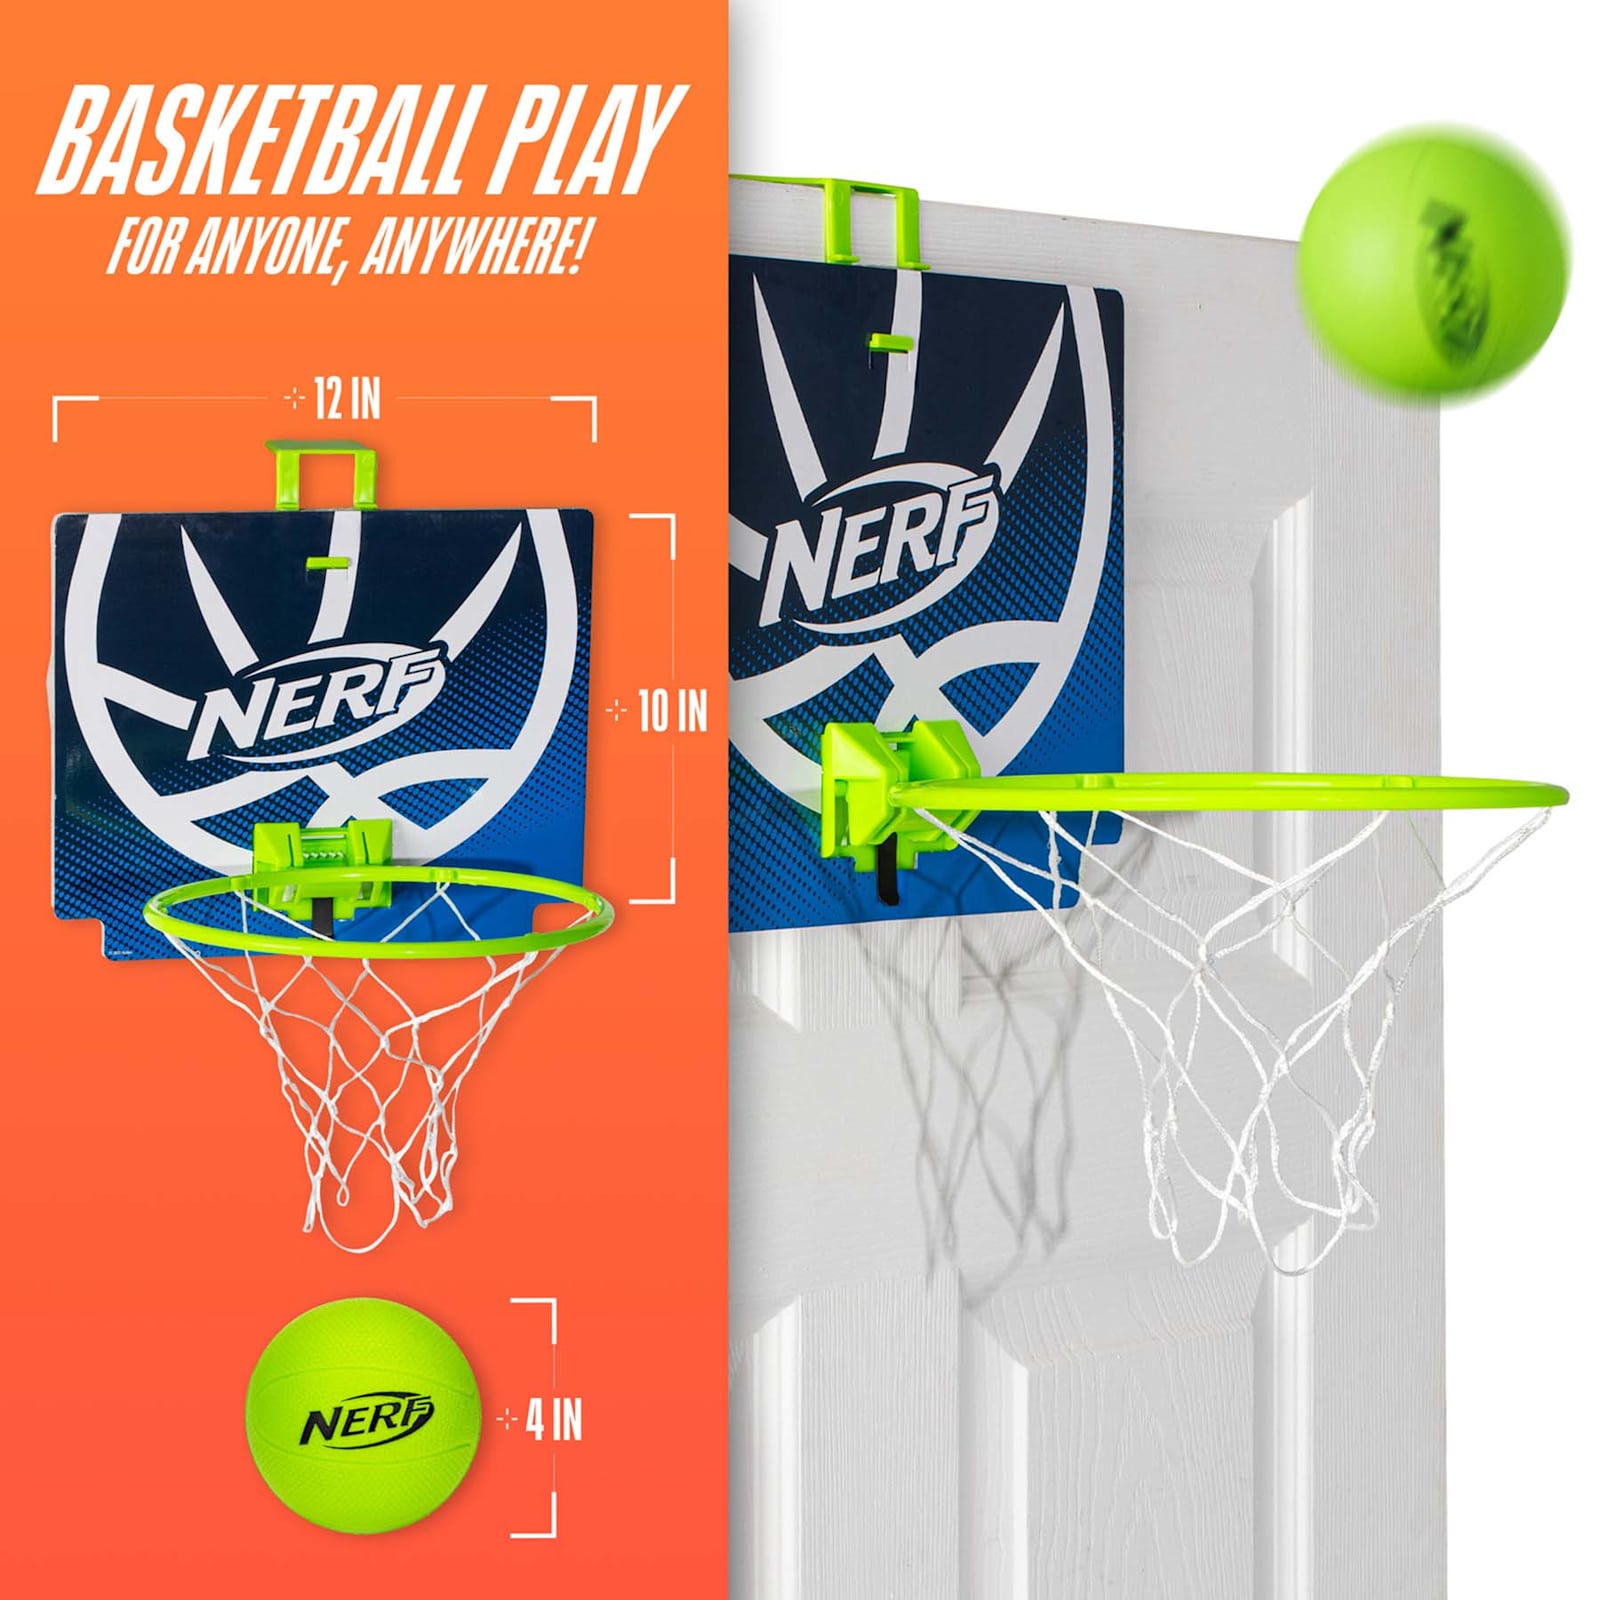 BASKETBALL PLAY
FOR ANYONE, ANYWHERE!
12 IN
NERF
10 IN
NERF
4 IN
NERF